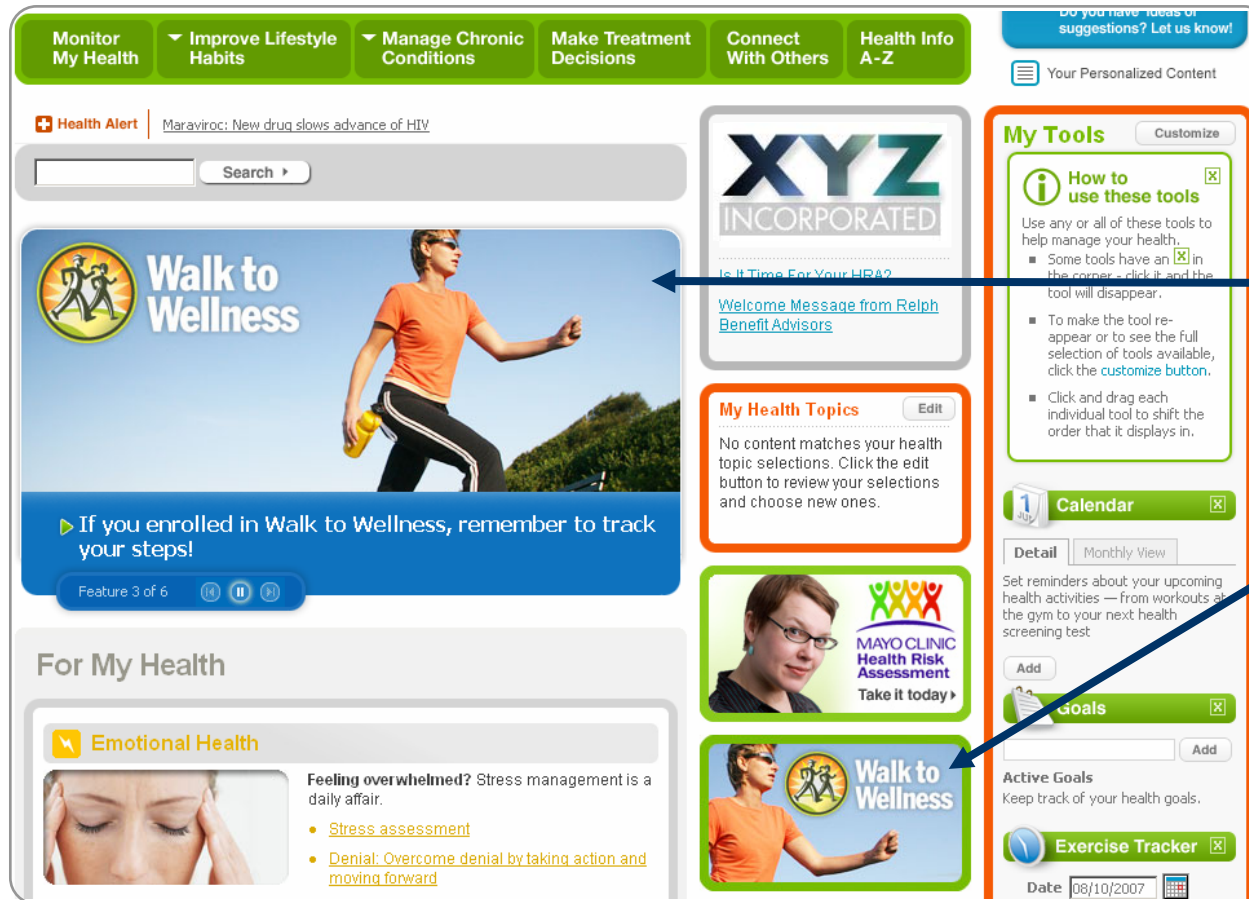 Monitor
My Health
Improve Lifestyle
Habits
Manage Chronic
Conditions
Make Treatment
Decisions
Connect
With Others
Health Info
A-Z
Do you have ideas or
suggestions? Let us know!
Your Personalized Content
Health Alert
Maraviroc: New drug slows advance of HIV
Search
Walk to
Wellness
If you enrolled in Walk to Wellness, remember to track
your steps!
Feature 3 of 6
For My Health
Emotional Health
Feeling overwhelmed? Stress management is a
daily affair.
• Stress assessment
• Denial: Overcome denial by taking action and
moving forward
XYZ
INCORPORATED
Is It Time For Your HRA?
Welcome Message from Relph
Benefit Advisors
My Health Topics
Edit
No content matches your health
topic selections. Click the edit
button to review your selections
and choose new ones.
MAYO CLINIC
Health Risk
Assessment
Take it today
Walk to
Wellness
My Tools
Customize
How to
use these tools
X
Use any or all of these tools to
help manage your health.
■ Some tools have an X in
the corner - click it and the
tool will disappear.
■ To make the tool re-
appear or to see the full
selection of tools available,
click the customize button.
■ Click and drag each
individual tool to shift the
order that it displays in.
1
JUL
Calendar
X
Detail
Monthly View
Set reminders about your upcoming
health activities — from workouts at
the gym to your next health
screening test
Add
Goals
X
Add
Active Goals
Keep track of your health goals.
Exercise Tracker
X
Date 08/10/2007